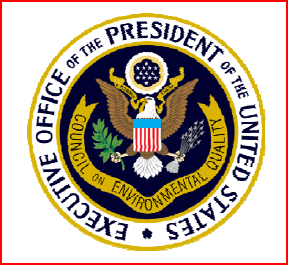 EXECUTIVE OFFICE OF THE PRESIDENT OF THE UNITED STATES
COUNCIL ON ENVIRONMENTAL QUALITY